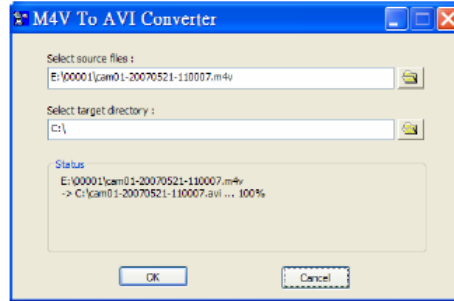 M4V To AVI Converter
Select source files :
E:\00001\cam01-20070521-110007.m4v
Select target directory :
C:\
Status
E:\00001\cam01-20070521-110007.m4v
-> C:\cam01-20070521-110007.avi ... 100%
OK
Cancel